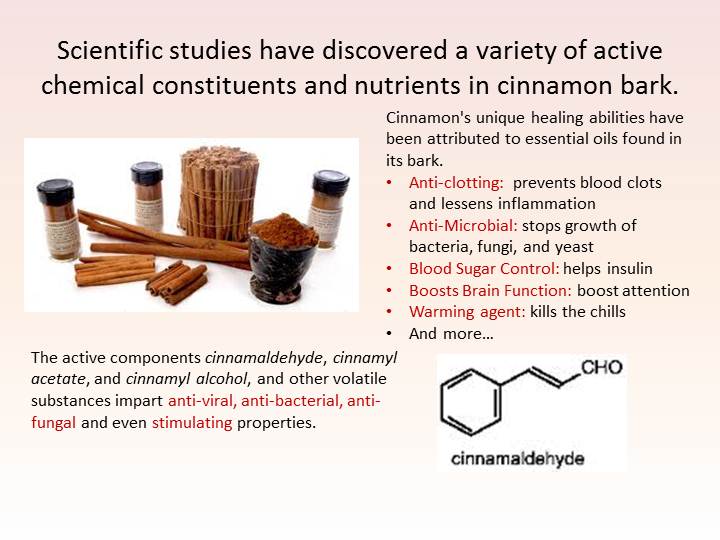 Scientific studies have discovered a variety of active
chemical constituents and nutrients in cinnamon bark.
Cinnamon's unique healing abilities have
been attributed to essential oils found in
its bark.
• Anti-clotting:  prevents blood clots
and lessens inflammation
• Anti-Microbial: stops growth of
bacteria, fungi, and yeast
• Blood Sugar Control: helps insulin
• Boosts Brain Function: boost attention
• Warming agent: kills the chills
• And more…
The active components cinnamaldehyde, cinnamyl
acetate, and cinnamyl alcohol, and other volatile
substances impart anti-viral, anti-bacterial, anti-
fungal and even stimulating properties.
CHO
cinnamaldehyde